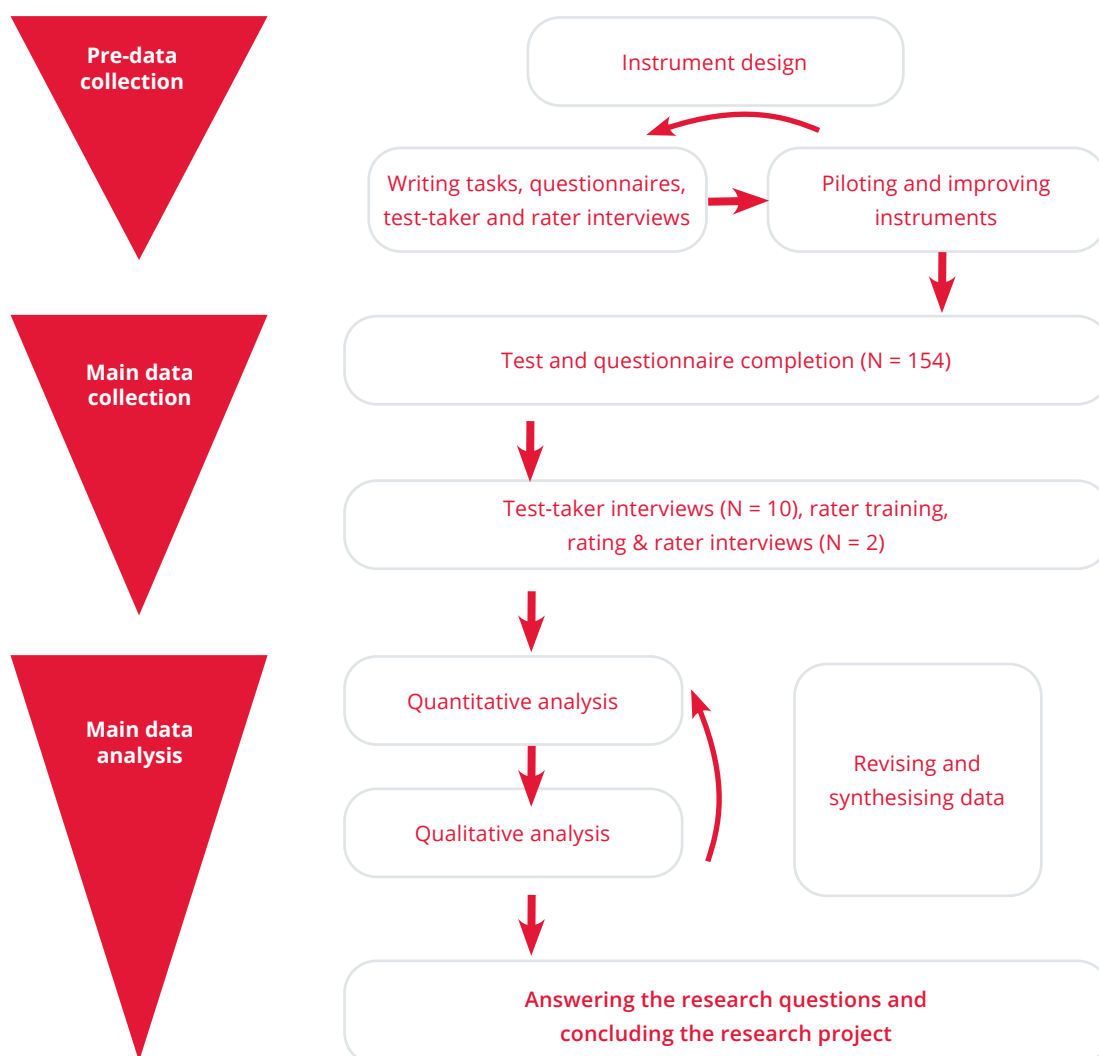 Pre-data
collection
Instrument design
Writing tasks, questionnaires,
test-taker and rater interviews
Piloting and improving
instruments
Main data
collection
Test and questionnaire completion (N = 154)
Test-taker interviews (N = 10), rater training,
rating & rater interviews (N = 2)
Main data
analysis
Quantitative analysis
Qualitative analysis
Revising and
synthesising data
Answering the research questions and
concluding the research project